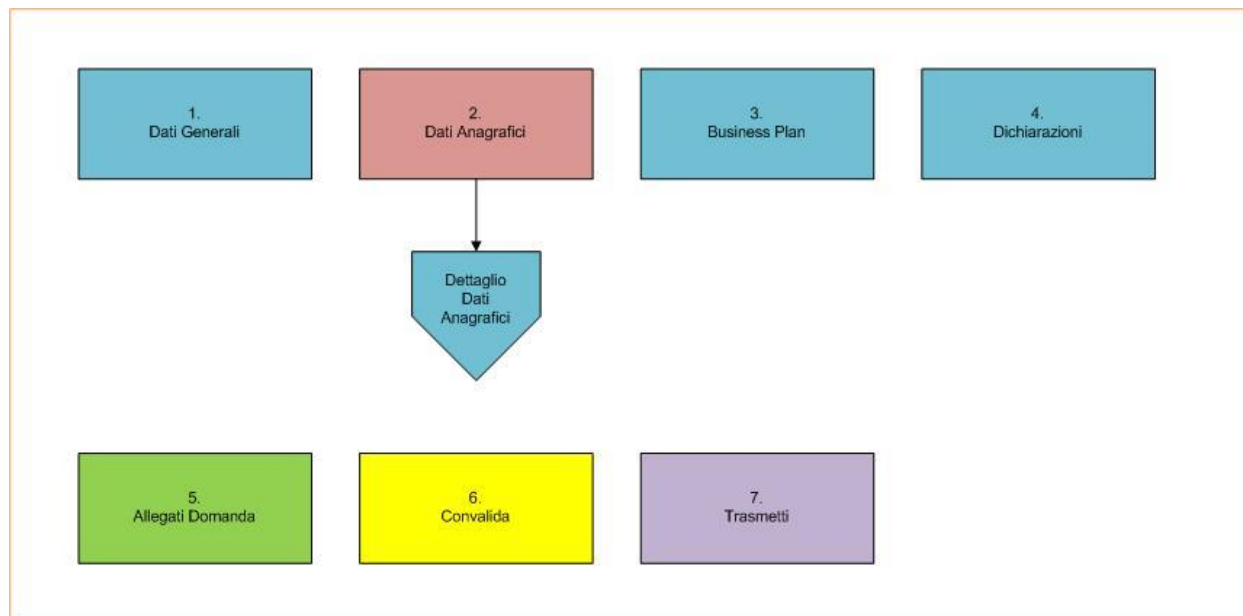 1.
Dati Generali
2.
Dati Anagrafici
3.
Business Plan
4.
Dichiarazioni
Dettaglio
Dati
Anagrafici
5.
Allegati Domanda
6.
Convalida
7.
Trasmetti